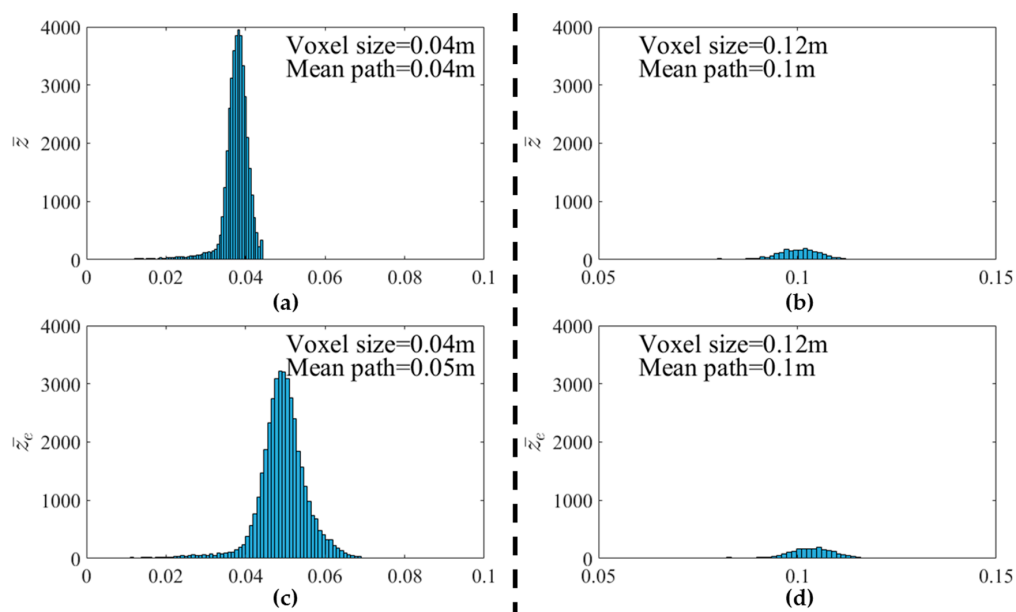 4000
3000
2000
1000
0
z̄
Voxel size=0.04m
Mean path=0.04m
0 0.02 0.04 0.06 0.08 0.1
(a)
4000
3000
2000
1000
0
z̄
Voxel size=0.12m
Mean path=0.1m
0.05 0.1 0.15
(b)
4000
3000
2000
1000
0
z̄e
Voxel size=0.04m
Mean path=0.05m
0 0.02 0.04 0.06 0.08 0.1
(c)
4000
3000
2000
1000
0
z̄e
Voxel size=0.12m
Mean path=0.1m
0.05 0.1 0.15
(d)